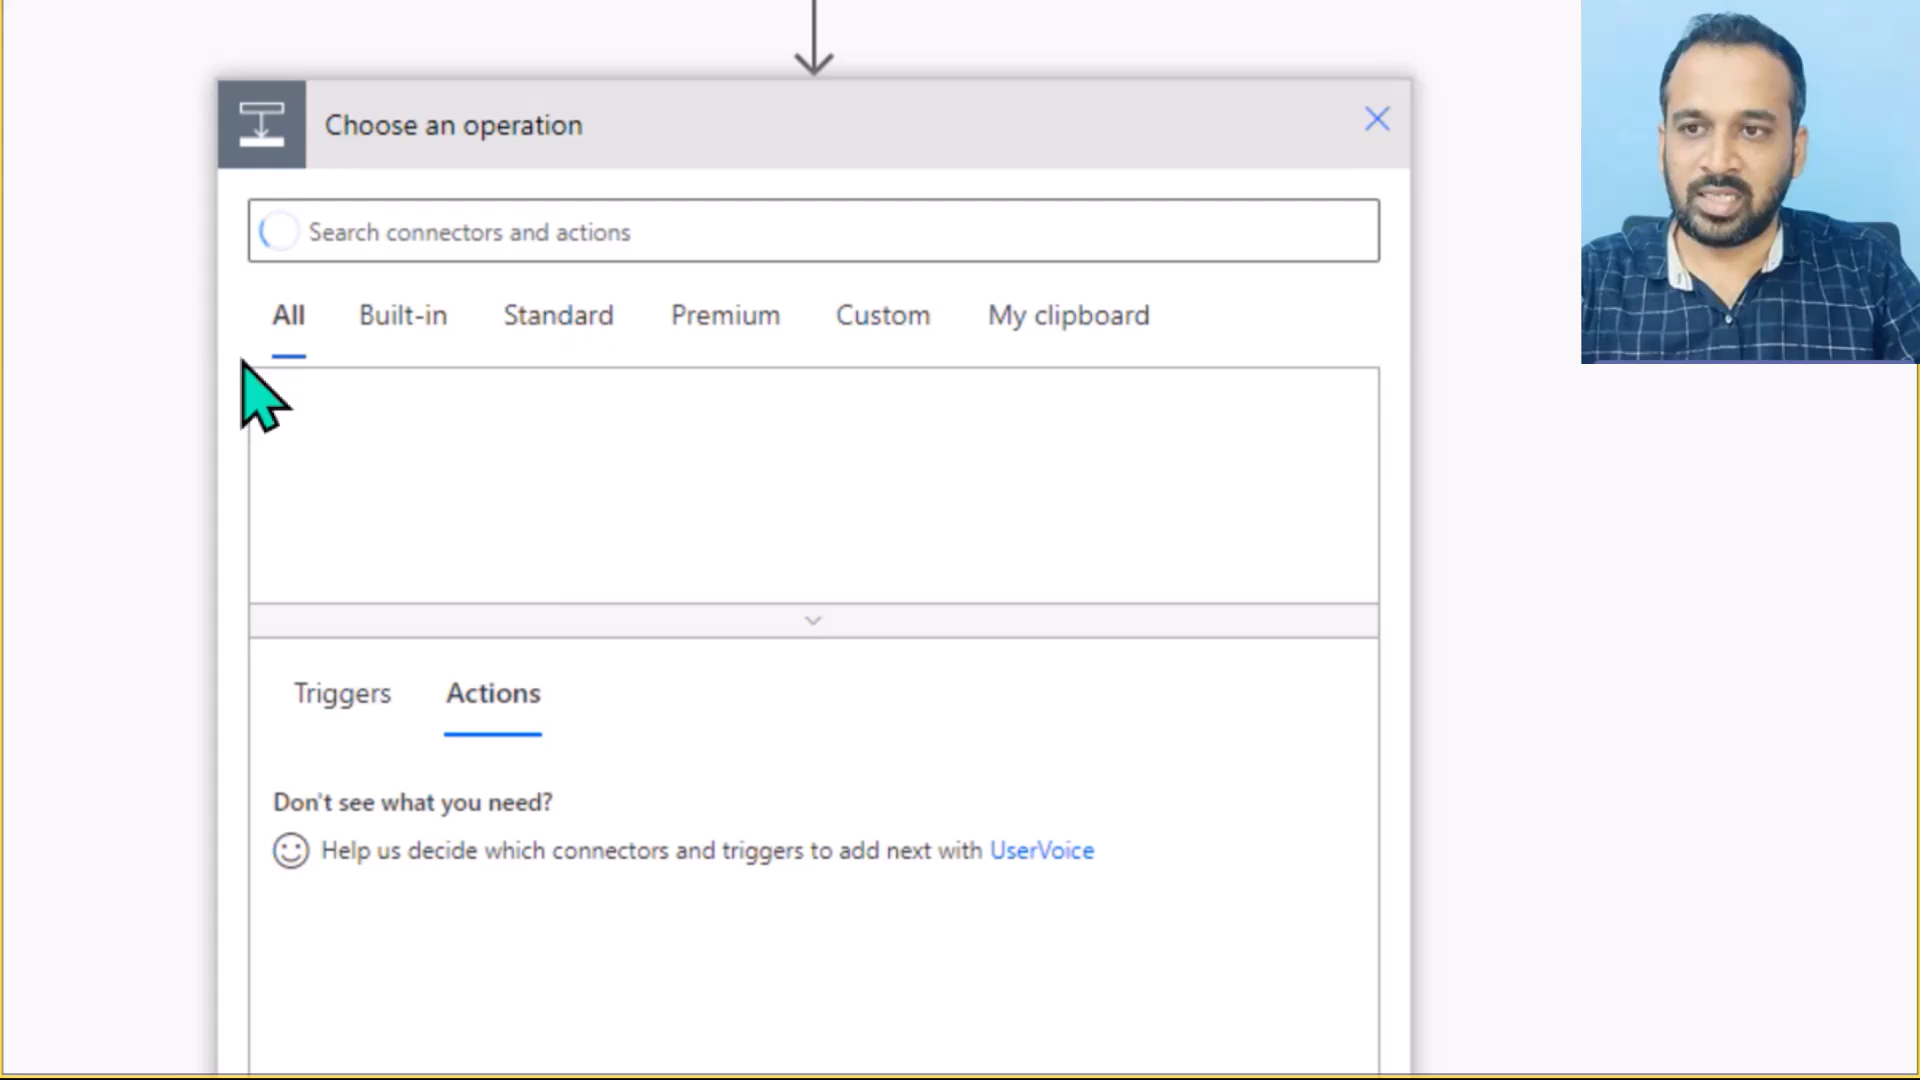 Choose an operation
Search connectors and actions
All Built-in Standard Premium Custom My clipboard
Triggers Actions
Don't see what you need?
Help us decide which connectors and triggers to add next with UserVoice